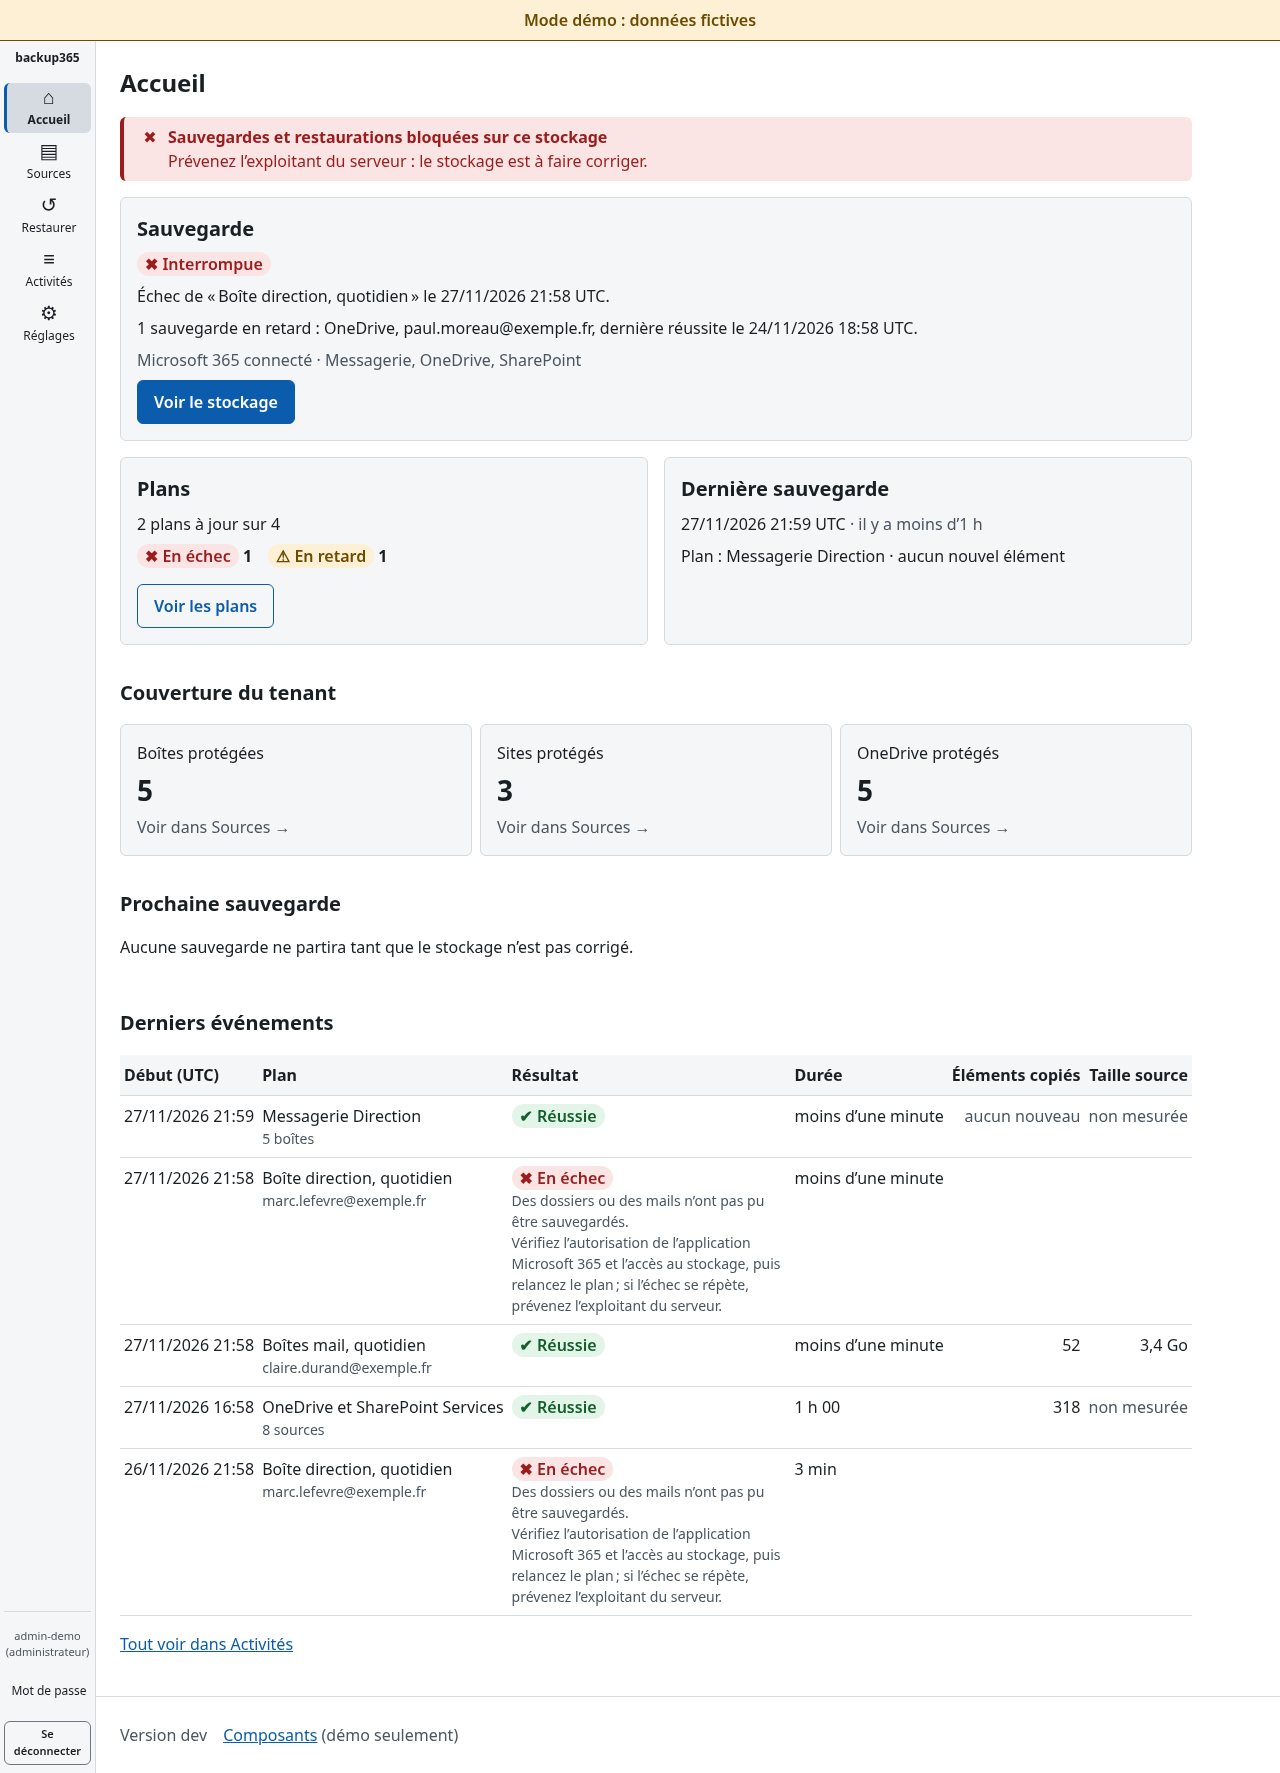 Mode démo : données fictives
backup365
Accueil
Sources
Restaurer
Activités
Réglages
admin-demo
(administrateur)
Mot de passe
Se
déconnecter
Accueil
✖ Sauvegardes et restaurations bloquées sur ce stockage
Prévenez l’exploitant du serveur : le stockage est à faire corriger.
Sauvegarde
✖ Interrompue
Échec de « Boîte direction, quotidien » le 27/11/2026 21:58 UTC.
1 sauvegarde en retard : OneDrive, paul.moreau@exemple.fr, dernière réussite le 24/11/2026 18:58 UTC.
Microsoft 365 connecté · Messagerie, OneDrive, SharePoint
Voir le stockage
Plans
2 plans à jour sur 4
✖ En échec 1 ⚠ En retard 1
Voir les plans
Dernière sauvegarde
27/11/2026 21:59 UTC · il y a moins d’1 h
Plan : Messagerie Direction · aucun nouvel élément
Couverture du tenant
Boîtes protégées
5
Voir dans Sources →
Sites protégés
3
Voir dans Sources →
OneDrive protégés
5
Voir dans Sources →
Prochaine sauvegarde
Aucune sauvegarde ne partira tant que le stockage n’est pas corrigé.
Derniers événements
Début (UTC) Plan Résultat Durée Éléments copiés Taille source
27/11/2026 21:59 Messagerie Direction ✔ Réussie moins d’une minute aucun nouveau non mesurée
5 boîtes
27/11/2026 21:58 Boîte direction, quotidien ✖ En échec moins d’une minute
marc.lefevre@exemple.fr
Des dossiers ou des mails n’ont pas pu
être sauvegardés.
Vérifiez l’autorisation de l’application
Microsoft 365 et l’accès au stockage, puis
relancez le plan ; si l’échec se répète,
prévenez l’exploitant du serveur.
27/11/2026 21:58 Boîtes mail, quotidien ✔ Réussie moins d’une minute 52 3,4 Go
claire.durand@exemple.fr
27/11/2026 16:58 OneDrive et SharePoint Services ✔ Réussie 1 h 00 318 non mesurée
8 sources
26/11/2026 21:58 Boîte direction, quotidien ✖ En échec 3 min
marc.lefevre@exemple.fr
Des dossiers ou des mails n’ont pas pu
être sauvegardés.
Vérifiez l’autorisation de l’application
Microsoft 365 et l’accès au stockage, puis
relancez le plan ; si l’échec se répète,
prévenez l’exploitant du serveur.
Tout voir dans Activités
Version dev Composants (démo seulement)